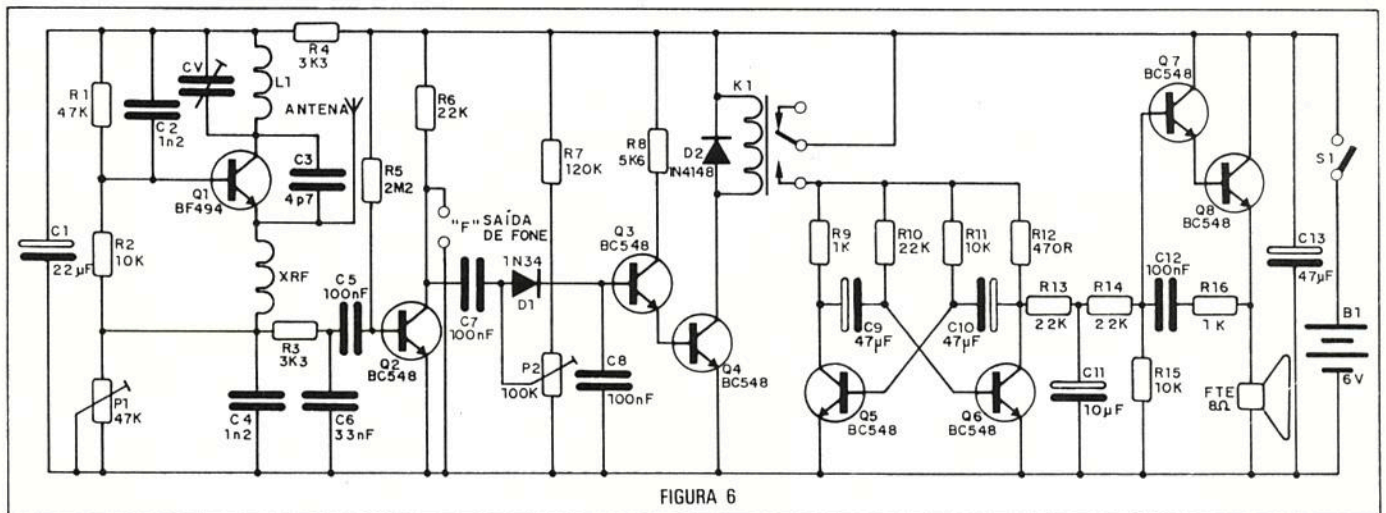 R4
3K3
CV
L1
R1
47K
C2
1n2
ANTENA
R6
22K
K1
Q7
BC548
C3
4p7
R5
2M2
R7
120K
R8
5K6
D2
1N4148
S1
Q1
BF494
"F" SAÍDA
DE FONE
Q3
BC548
1N34
D1
R9
1K
R10
22K
R11
10K
R12
470R
Q8
BC548
C1
22µF
R2
10K
XRF
C5
100nF
C7
100nF
C13
47µF
C12
100nF
R13
22K
R14
22K
R16
1K
C9
47µF
C10
47µF
B1
6V
R3
3K3
Q2
BC548
P2
100K
C8
100nF
Q4
BC548
C11
10µF
R15
10K
FTE
8Ω
P1
47K
C4
1n2
C6
33nF
Q5
BC548
Q6
BC548
FIGURA 6